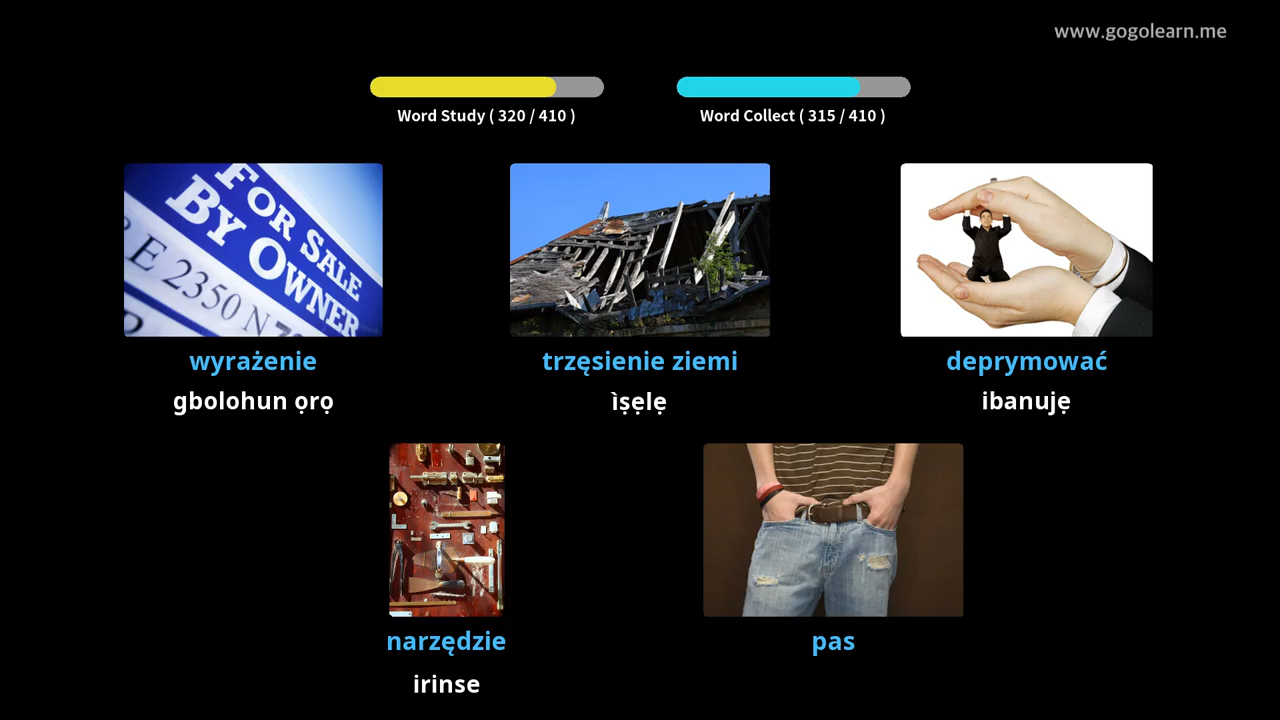 www.gogolearn.me
Word Study ( 320 / 410 )
Word Collect ( 315 / 410 )
FOR SALE
BY OWNER
E 2350 N
wyrażenie
gbolohun ọrọ
trzęsienie ziemi
ìṣẹlẹ
deprymować
ibanujẹ
narzędzie
irinse
pas